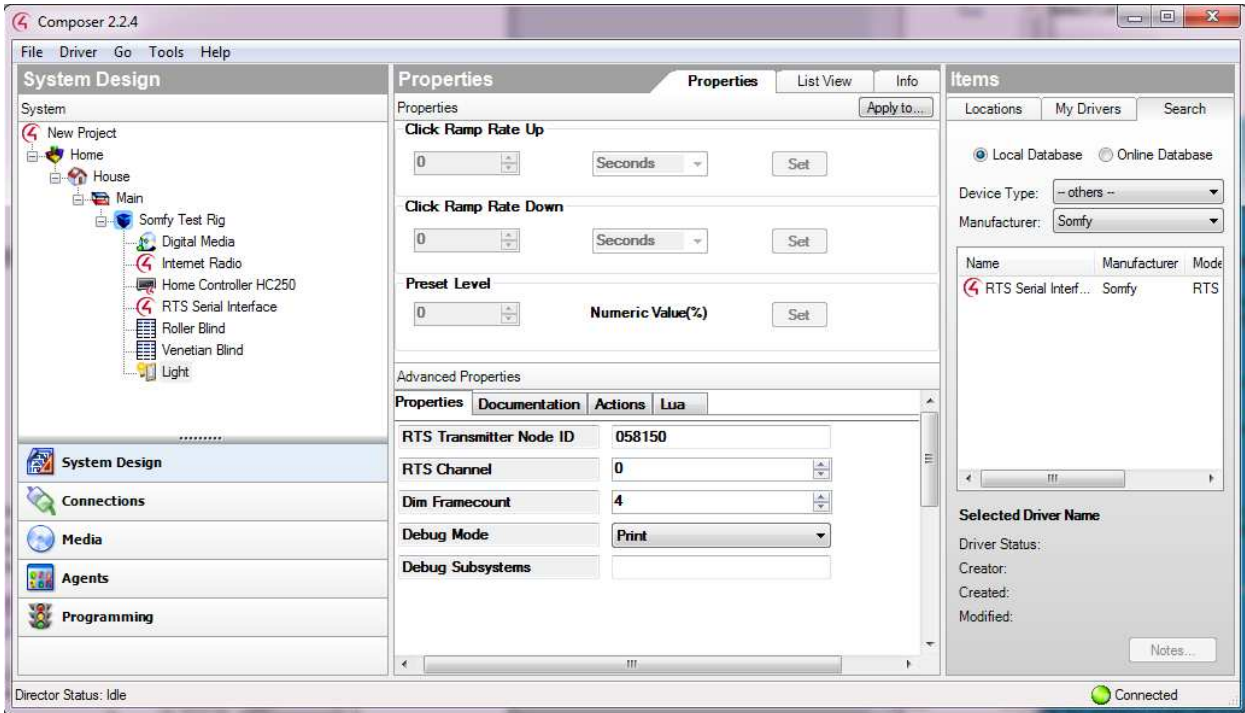 Composer 2.2.4
File Driver Go Tools Help
System Design
System
New Project
Home
House
Main
Somfy Test Rig
Digital Media
Internet Radio
Home Controller HC250
RTS Serial Interface
Roller Blind
Venetian Blind
Light
System Design
Connections
Media
Agents
Programming
Properties
Properties List View Info
Properties Apply to...
Click Ramp Rate Up
0 Seconds Set
Click Ramp Rate Down
0 Seconds Set
Preset Level
0 Numeric Value(%) Set
Advanced Properties
Properties Documentation Actions Lua
RTS Transmitter Node ID 058150
RTS Channel 0
Dim Framecount 4
Debug Mode Print
Debug Subsystems
Items
Locations My Drivers Search
Local Database Online Database
Device Type: -- others --
Manufacturer: Somfy
Name Manufacturer Mode
RTS Serial Interf... Somfy RTS
Selected Driver Name
Driver Status:
Creator:
Created:
Modified:
Notes...
Director Status: Idle Connected